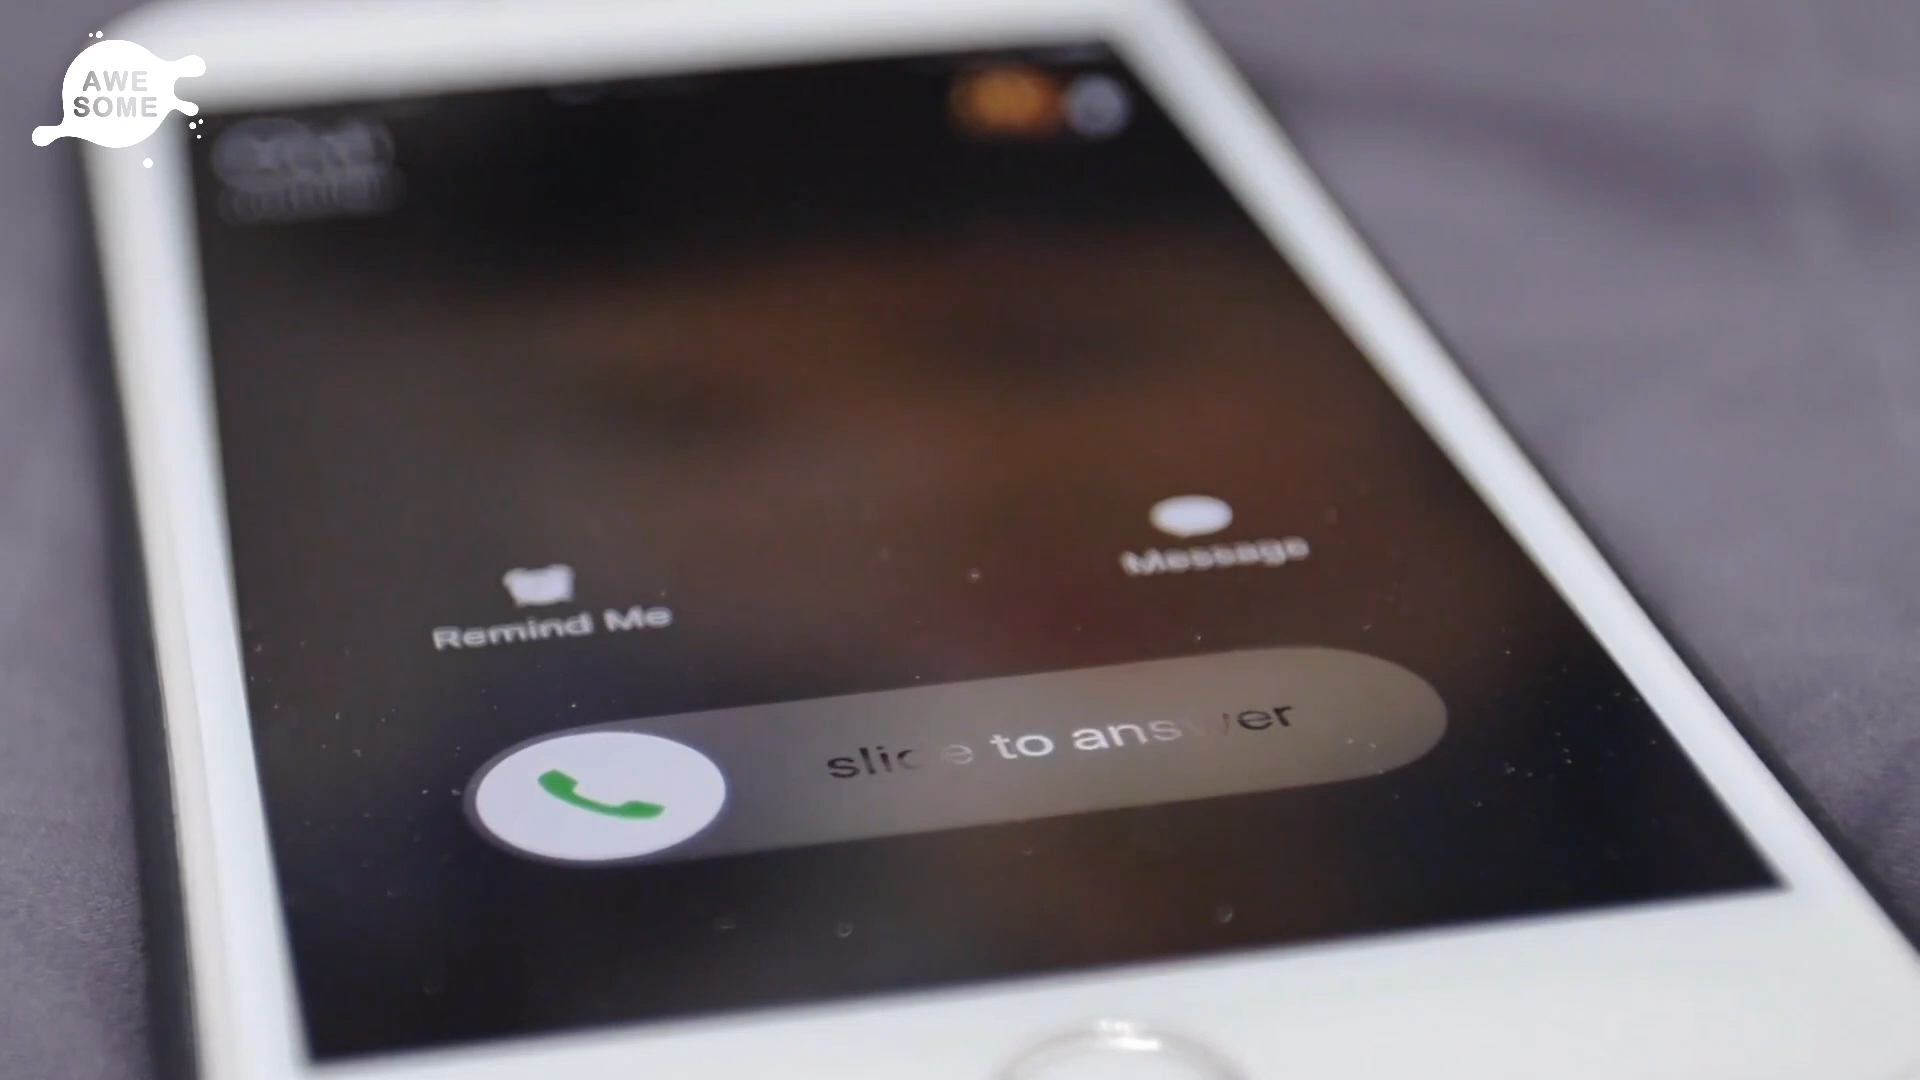 AWE
SOME
Remind Me
Message
slide to answer